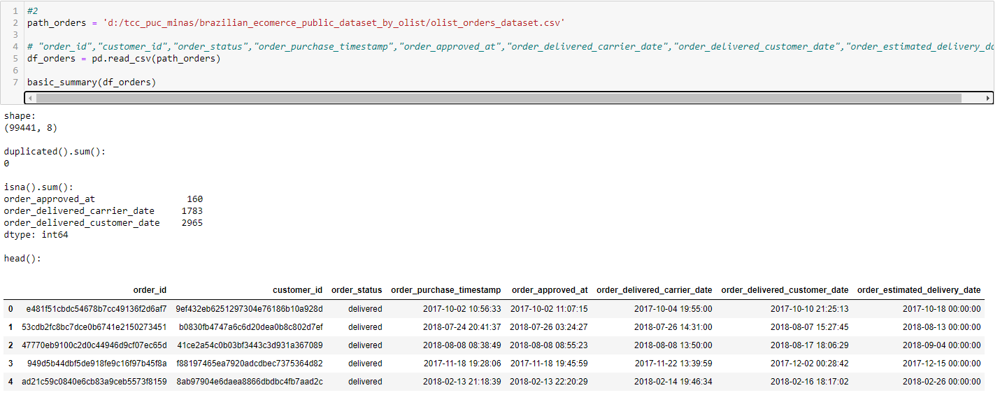 1 #2
2 path_orders = 'd:/tcc_puc_minas/brazilian_ecomerce_public_dataset_by_olist/olist_orders_dataset.csv'
3
4 # "order_id","customer_id","order_status","order_purchase_timestamp","order_approved_at","order_delivered_carrier_date","order_delivered_customer_date","order_estimated_delivery_da
5 df_orders = pd.read_csv(path_orders)
6
7 basic_summary(df_orders)
shape:
(99441, 8)
duplicated().sum():
0
isna().sum():
order_approved_at 160
order_delivered_carrier_date 1783
order_delivered_customer_date 2965
dtype: int64
head():
order_id customer_id order_status order_purchase_timestamp order_approved_at order_delivered_carrier_date order_delivered_customer_date order_estimated_delivery_date
0 e481f51cbdc54678b7cc49136f2d6af7 9ef432eb6251297304e76186b10a928d delivered 2017-10-02 10:56:33 2017-10-02 11:07:15 2017-10-04 19:55:00 2017-10-10 21:25:13 2017-10-18 00:00:00
1 53cdb2fc8bc7dce0b6741e2150273451 b0830fb4747a6c6d20dea0b8c802d7ef delivered 2018-07-24 20:41:37 2018-07-26 03:24:27 2018-07-26 14:31:00 2018-08-07 15:27:45 2018-08-13 00:00:00
2 47770eb9100c2d0c44946d9cf07ec65d 41ce2a54c0b03bf3443c3d931a367089 delivered 2018-08-08 08:38:49 2018-08-08 08:55:23 2018-08-08 13:50:00 2018-08-17 18:06:29 2018-09-04 00:00:00
3 949d5b44dbf5de918fe9c16f97b45f8a f88197465ea7920adcdbec7375364d82 delivered 2017-11-18 19:28:06 2017-11-18 19:45:59 2017-11-22 13:39:59 2017-12-02 00:28:42 2017-12-15 00:00:00
4 ad21c59c0840e6cb83a9ceb5573f8159 8ab97904e6daea8866dbdbc4fb7aad2c delivered 2018-02-13 21:18:39 2018-02-13 22:20:29 2018-02-14 19:46:34 2018-02-16 18:17:02 2018-02-26 00:00:00